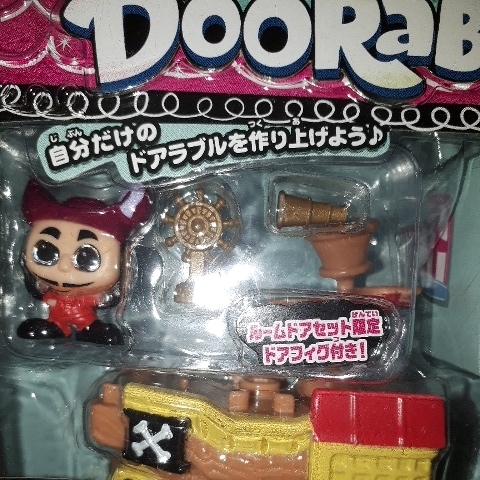 DOORAB
自分だけの
ドアラブルを作り上げよう♪
ルームドアセット限定
ドアフィグ付き!